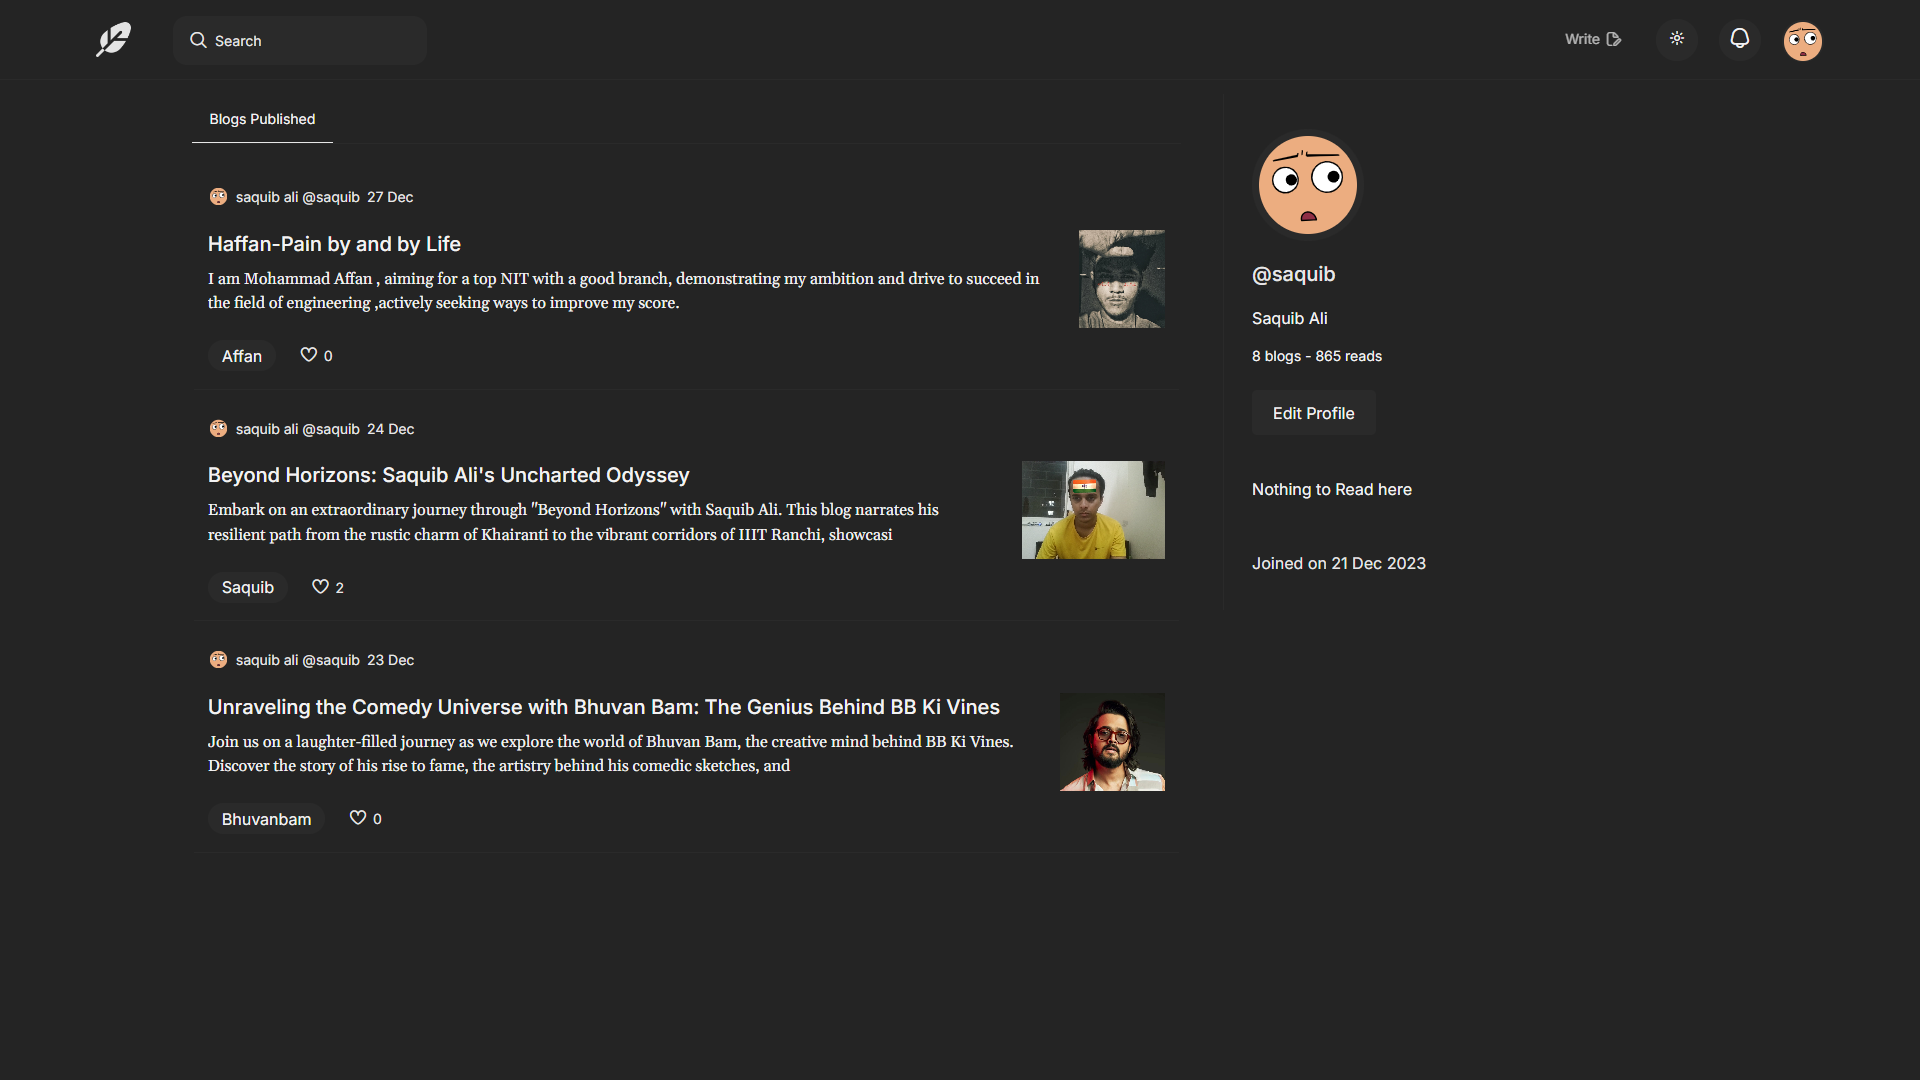 Search
Write
Blogs Published
saquib ali @saquib 27 Dec
Haffan-Pain by and by Life
I am Mohammad Affan , aiming for a top NIT with a good branch, demonstrating my ambition and drive to succeed in
the field of engineering ,actively seeking ways to improve my score.
Affan
0
saquib ali @saquib 24 Dec
Beyond Horizons: Saquib Ali's Uncharted Odyssey
Embark on an extraordinary journey through "Beyond Horizons" with Saquib Ali. This blog narrates his
resilient path from the rustic charm of Khairanti to the vibrant corridors of IIIT Ranchi, showcasi
Saquib
2
saquib ali @saquib 23 Dec
Unraveling the Comedy Universe with Bhuvan Bam: The Genius Behind BB Ki Vines
Join us on a laughter-filled journey as we explore the world of Bhuvan Bam, the creative mind behind BB Ki Vines.
Discover the story of his rise to fame, the artistry behind his comedic sketches, and
Bhuvanbam
0
@saquib
Saquib Ali
8 blogs - 865 reads
Edit Profile
Nothing to Read here
Joined on 21 Dec 2023